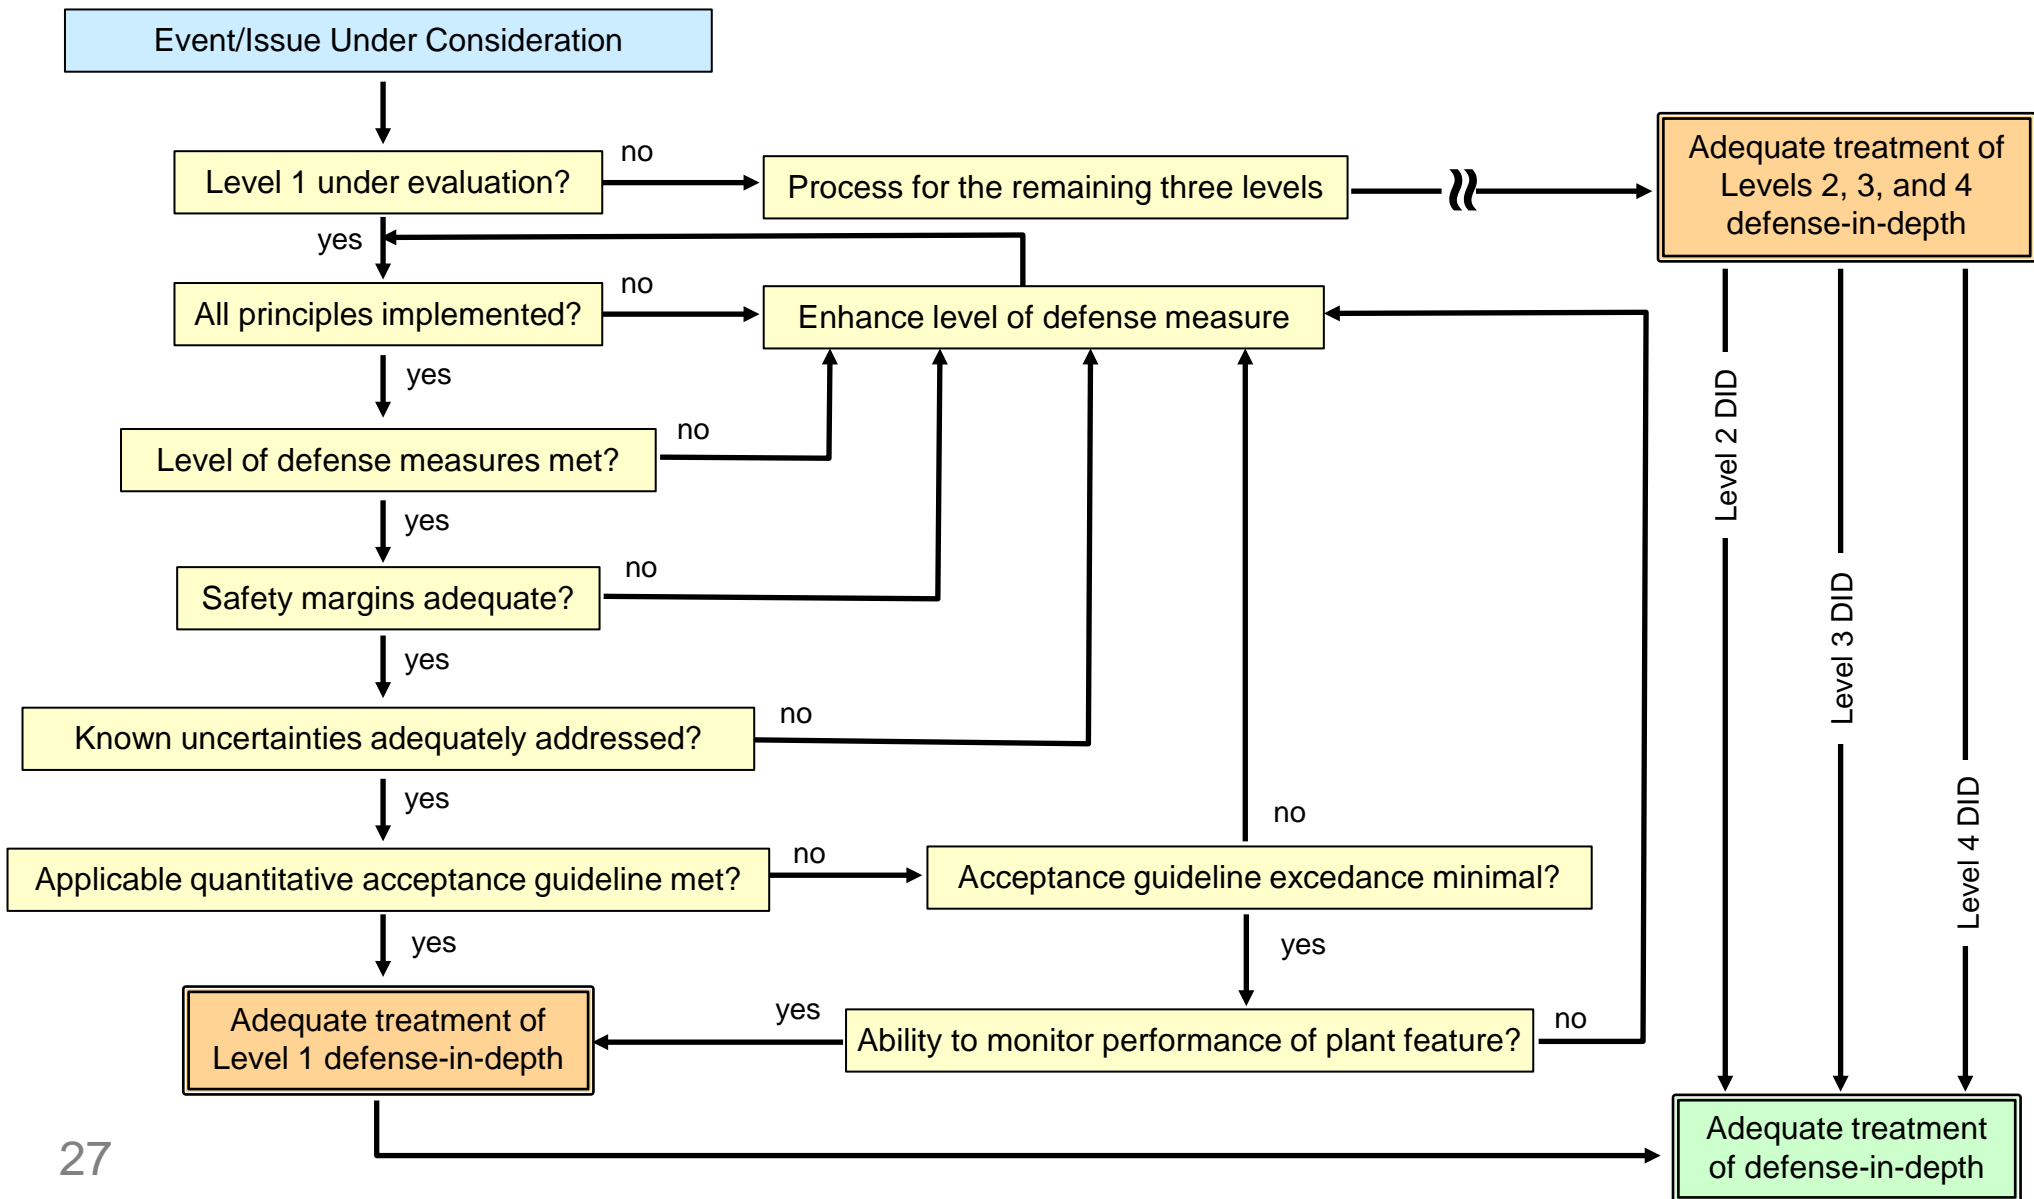 Event/Issue Under Consideration
Level 1 under evaluation?
no
Process for the remaining three levels
Adequate treatment of
Levels 2, 3, and 4
defense-in-depth
yes
All principles implemented?
no
Enhance level of defense measure
yes
Level of defense measures met?
no
yes
Safety margins adequate?
no
yes
Known uncertainties adequately addressed?
no
yes
Applicable quantitative acceptance guideline met?
no
Acceptance guideline excedance minimal?
no
yes
yes
Adequate treatment of
Level 1 defense-in-depth
yes
Ability to monitor performance of plant feature?
no
Level 2 DID
Level 3 DID
Level 4 DID
Adequate treatment
of defense-in-depth
27